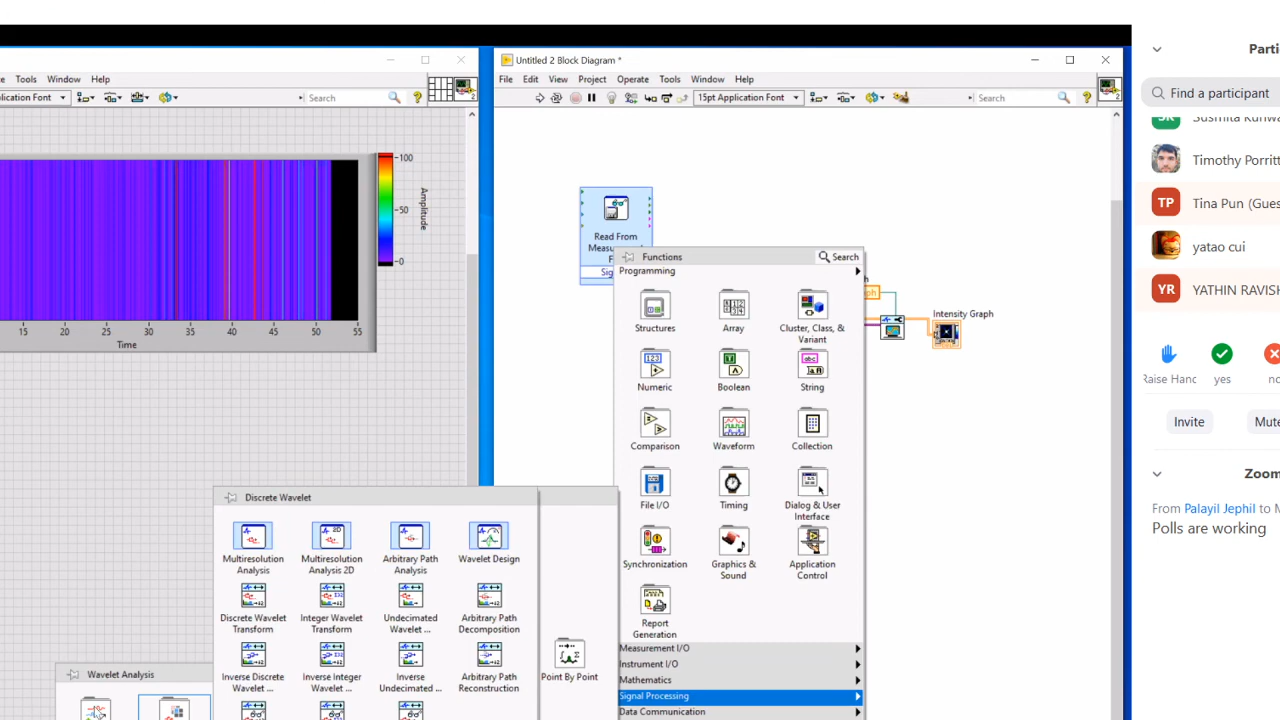 Tools Window Help
Application Font
Search
2
100
50
0
Amplitude
15 20 25 30 35 40 45 50 55
Time
Wavelet Analysis
Discrete Wavelet
Multiresolution Analysis
Multiresolution Analysis 2D
Arbitrary Path Analysis
Wavelet Design
Discrete Wavelet Transform
Integer Wavelet Transform
Undecimated Wavelet ...
Arbitrary Path Decomposition
Inverse Discrete Wavelet ...
Inverse Integer Wavelet ...
Inverse Undecimated ...
Arbitrary Path Reconstruction
Point By Point
Untitled 2 Block Diagram *
File Edit View Project Operate Tools Window Help
15pt Application Font
Search
2
Read From
Intensity Graph
Functions
Search
Programming
Structures
Array
Cluster, Class, & Variant
Numeric
Boolean
String
Comparison
Waveform
Collection
File I/O
Timing
Dialog & User Interface
Synchronization
Graphics & Sound
Application Control
Report Generation
Measurement I/O
Instrument I/O
Mathematics
Signal Processing
Data Communication
Parti
Find a participant
Timothy Porritt
TP Tina Pun (Gues
yatao cui
YR YATHIN RAVISH
Raise Hand
yes
no
Invite
Mute
Zoom
From Palayil Jephil to M
Polls are working